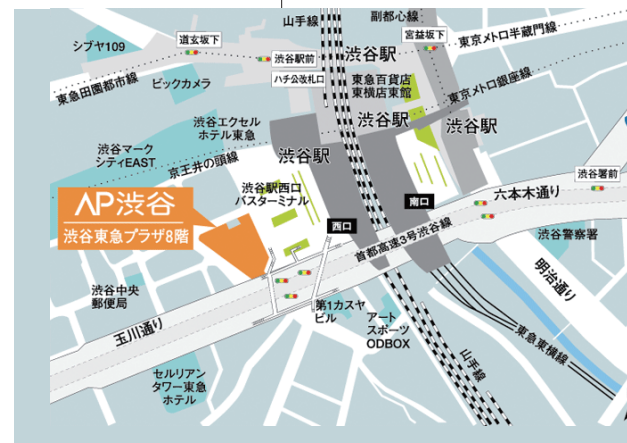 山手線
副都心線
道玄坂下
宮益坂下
シブヤ109
渋谷駅前
渋谷駅
東京メトロ半蔵門線
ハチ公改札口
東急百貨店
東横店東館
東急田園都市線
ビックカメラ
東京メトロ銀座線
渋谷エクセル
ホテル東急
渋谷駅
渋谷駅
渋谷マーク
シティEAST
渋谷駅
京王井の頭線
渋谷署前
渋谷駅西口
バスターミナル
六本木通り
AP渋谷
南口
渋谷東急プラザ8階
西口
首都高速3号渋谷線
渋谷警察署
明治通り
渋谷中央
郵便局
第1カスヤ
ビル
アート
スポーツ
ODBOX
玉川通り
東急東横線
山手線
セルリアン
タワー東急
ホテル